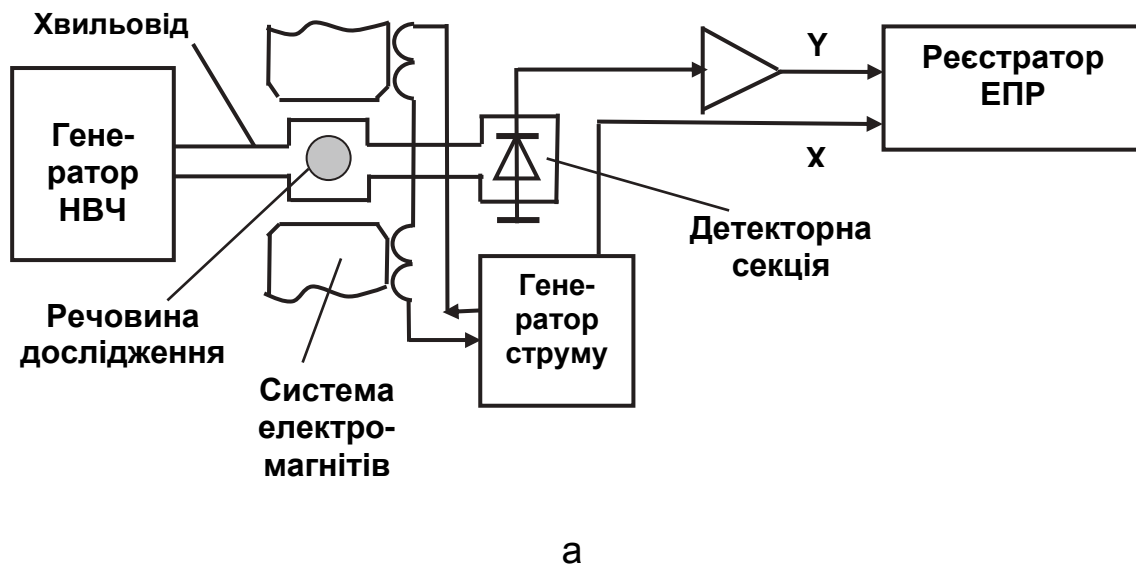 Хвильовід
Гене-
ратор
НВЧ
Речовина
дослідження
Система
електро-
магнітів
Гене-
ратор
струму
Детекторна
секція
Y
X
Реєстратор
ЕПР
а